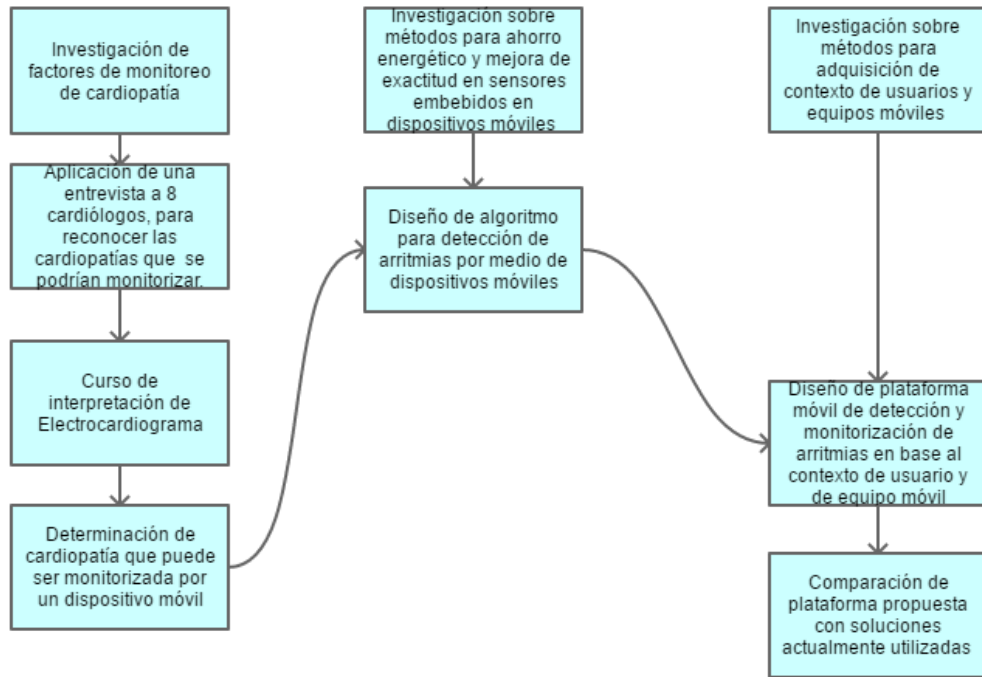 Investigación de
factores de monitoreo
de cardiopatía
Aplicación de una
entrevista a 8
cardiólogos, para
reconocer las
cardiopatías que se
podrían monitorizar.
Curso de
interpretación de
Electrocardiograma
Determinación de
cardiopatía que puede
ser monitorizada por
un dispositivo móvil
Investigación sobre
métodos para ahorro
energético y mejora de
exactitud en sensores
embebidos en
dispositivos móviles
Diseño de algoritmo
para detección de
arritmias por medio de
dispositivos móviles
Investigación sobre
métodos para
adquisición de
contexto de usuarios y
equipos móviles
Diseño de plataforma
móvil de detección y
monitorización de
arritmias en base al
contexto de usuario y
de equipo móvil
Comparación de
plataforma propuesta
con soluciones
actualmente utilizadas